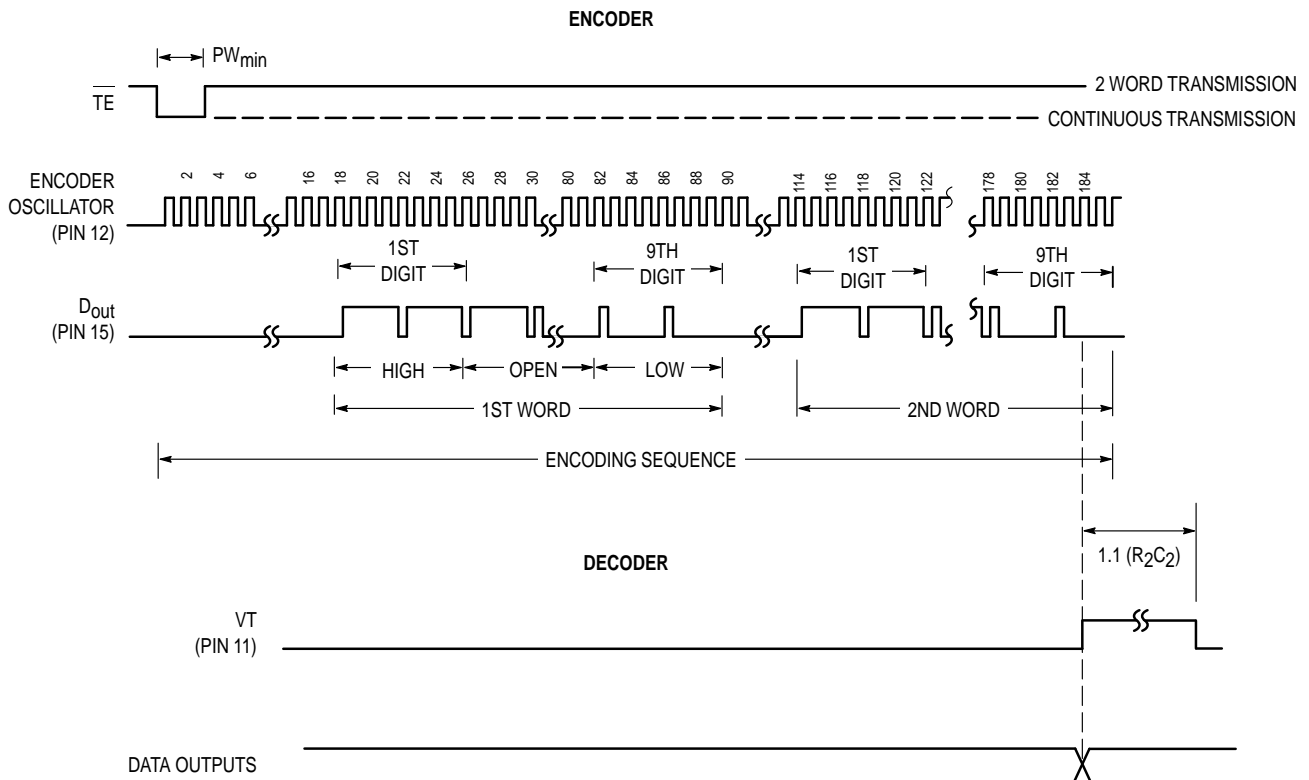 ENCODER
PWmin
TE
2 WORD TRANSMISSION
CONTINUOUS TRANSMISSION
ENCODER
OSCILLATOR
(PIN 12)
2 4 6 16 18 20 22 24 26 28 30 80 82 84 86 88 90 114 116 118 120 122 178 180 182 184
1ST
DIGIT
9TH
DIGIT
1ST
DIGIT
9TH
DIGIT
Dout
(PIN 15)
HIGH OPEN LOW
1ST WORD 2ND WORD
ENCODING SEQUENCE
1.1 (R2C2)
DECODER
VT
(PIN 11)
DATA OUTPUTS